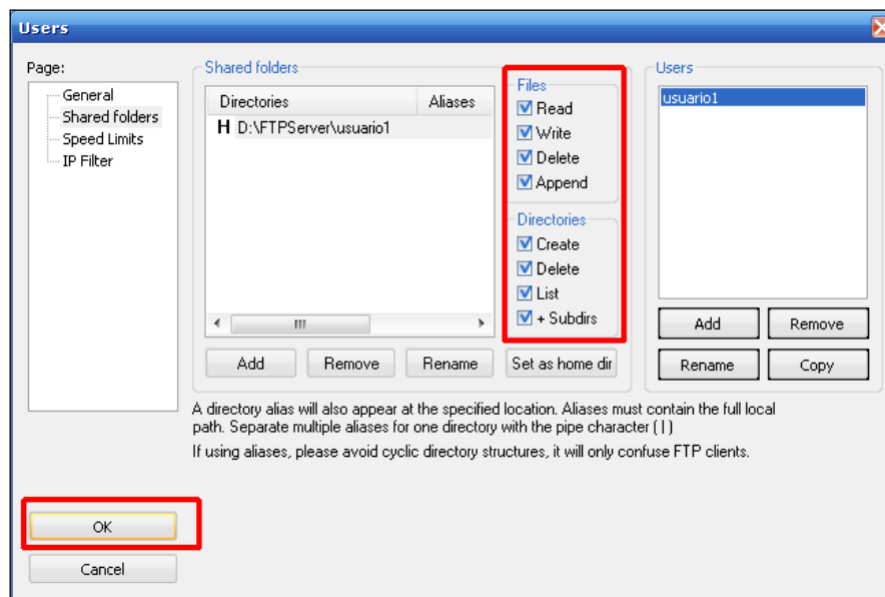 Users
Page:
General
Shared folders
Speed Limits
IP Filter
Shared folders
Directories Aliases
H D:\FTPServer\usuario1
Files
Read
Write
Delete
Append
Directories
Create
Delete
List
+ Subdirs
Add Remove Rename Set as home dir
Users
usuario1
Add Remove
Rename Copy
A directory alias will also appear at the specified location. Aliases must contain the full local
path. Separate multiple aliases for one directory with the pipe character ( | )
If using aliases, please avoid cyclic directory structures, it will only confuse FTP clients.
OK
Cancel